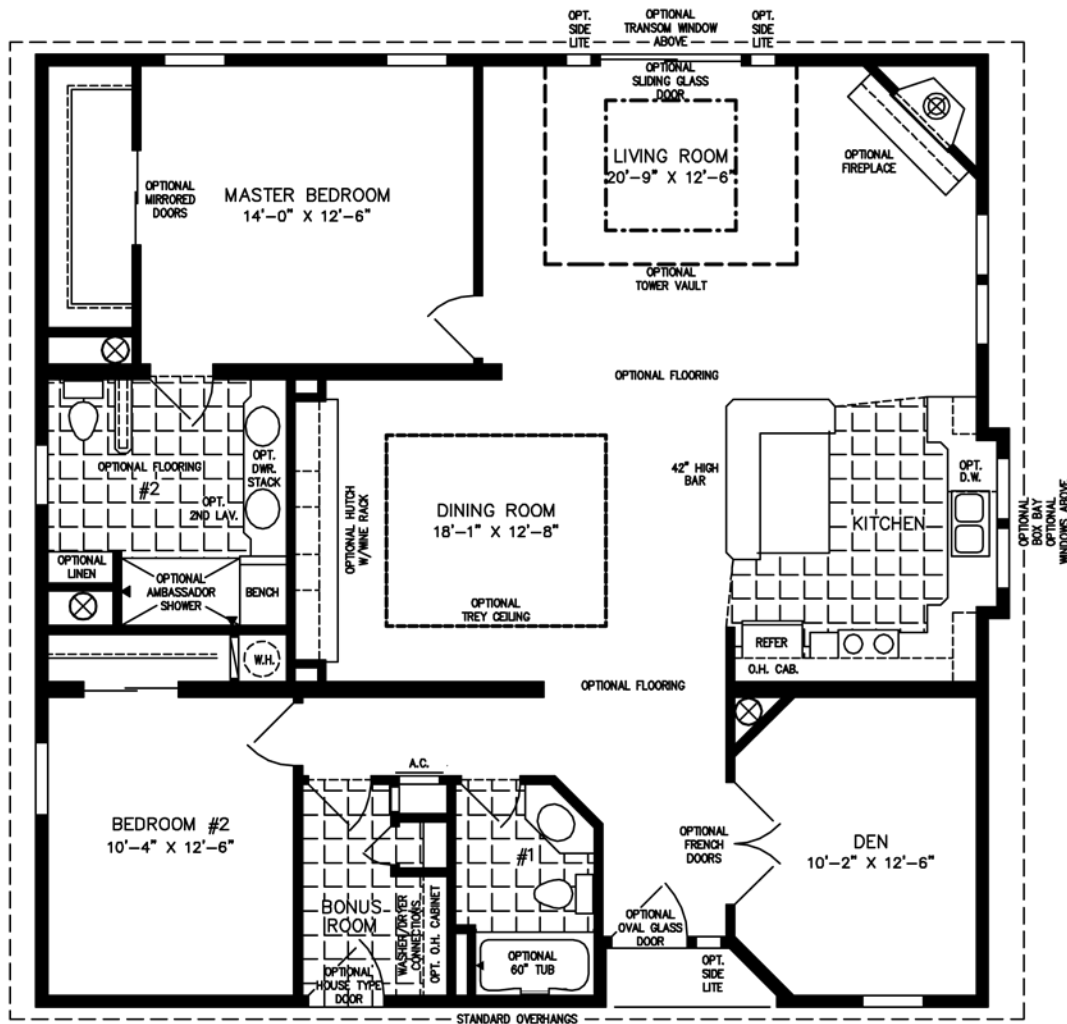 OPT.
SIDE
LITE
OPTIONAL
TRANSOM WINDOW
ABOVE
OPT.
SIDE
LITE
OPTIONAL
SLIDING GLASS
DOOR
LIVING ROOM
20'-9" X 12'-6"
OPTIONAL
FIREPLACE
OPTIONAL
MIRRORED
DOORS
MASTER BEDROOM
14'-0" X 12'-6"
OPTIONAL
TOWER VAULT
OPTIONAL FLOORING
OPTIONAL FLOORING
#2
OPT.
DWR.
STACK
OPT.
2ND LAV.
OPTIONAL HUTCH
W/WINE RACK
DINING ROOM
18'-1" X 12'-8"
OPTIONAL
TREY CEILING
42" HIGH
BAR
KITCHEN
OPT.
D.W.
OPTIONAL
BOX BAY
OPTIONAL
WINDOWS ABOVE
OPTIONAL
LINEN
OPTIONAL
AMBASSADOR
SHOWER
BENCH
W.H.
REFER
O.H. CAB.
OPTIONAL FLOORING
A.C.
BEDROOM #2
10'-4" X 12'-6"
BONUS
ROOM
WASHER/DRYER
CONNECTIONS
OPT. O.H. CABINET
OPTIONAL
HOUSE TYPE
DOOR
#1
OPTIONAL
60" TUB
OPTIONAL
FRENCH
DOORS
DEN
10'-2" X 12'-6"
OPTIONAL
OVAL GLASS
DOOR
OPT.
SIDE
LITE
STANDARD OVERHANGS